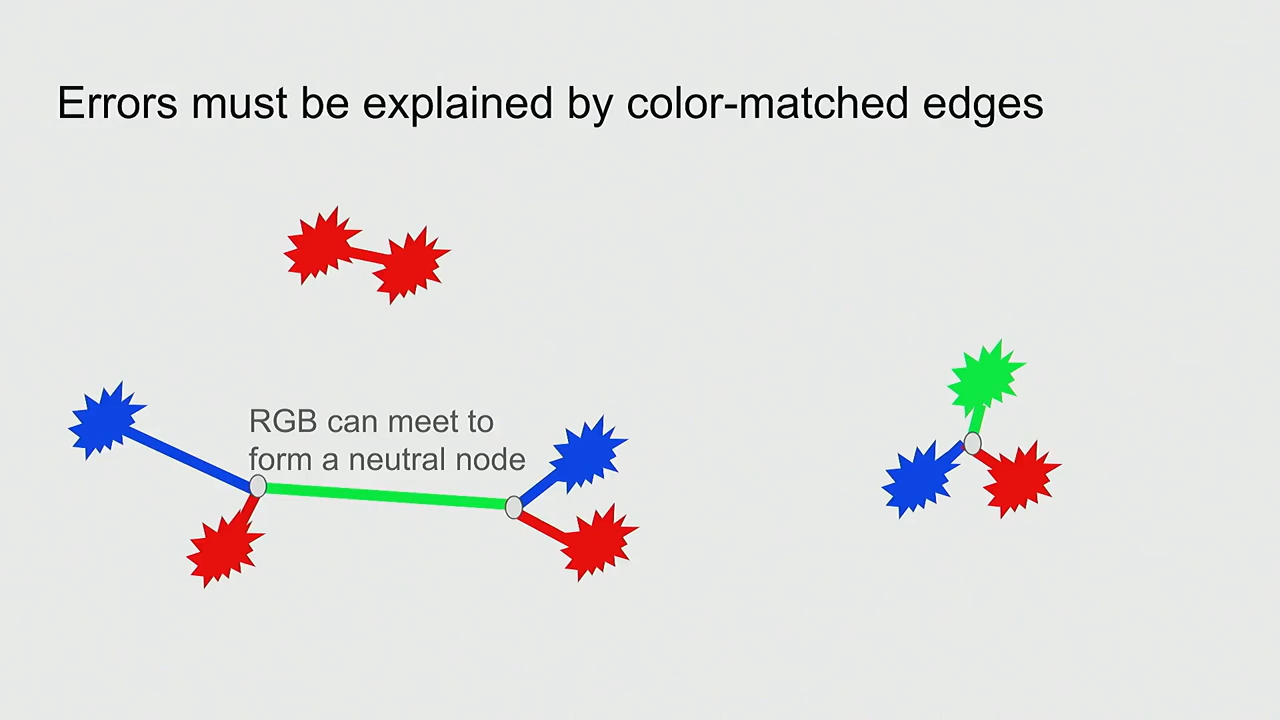 Errors must be explained by color-matched edges
RGB can meet to
form a neutral node